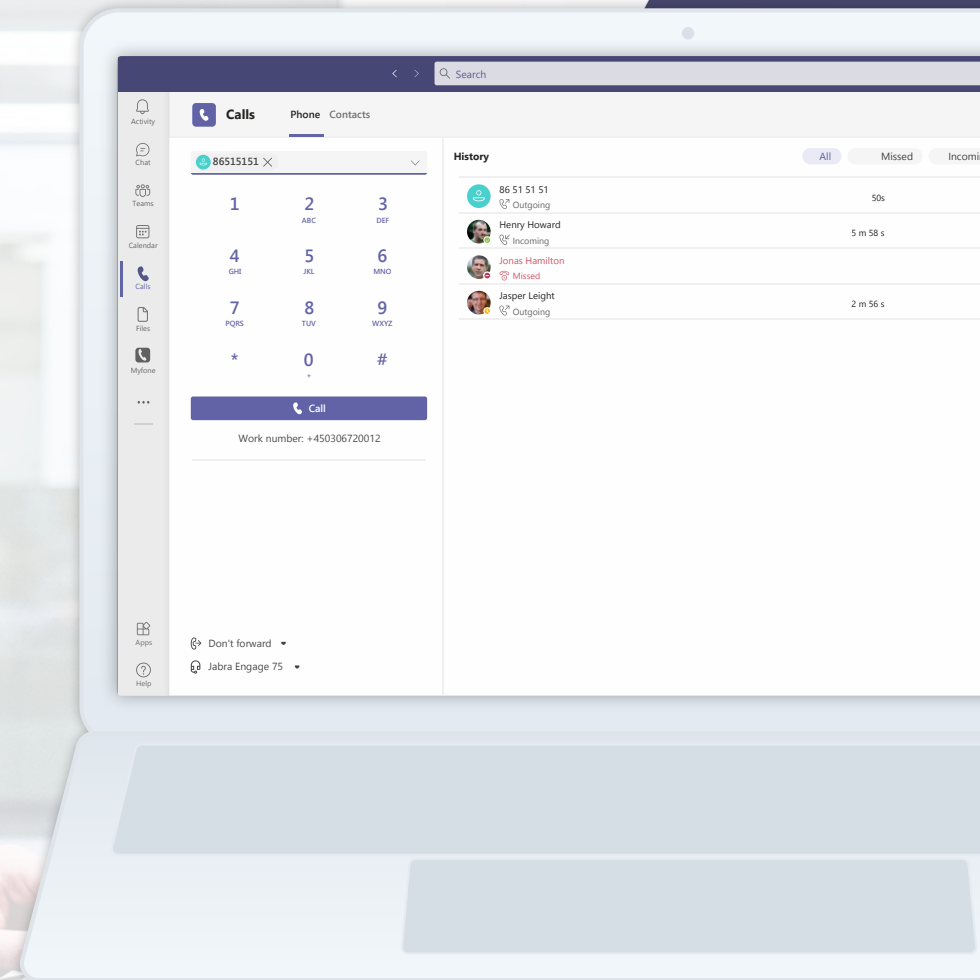 Search
Activity
Chat
Teams
Calendar
Calls
Files
Myfone
...
Apps
Help
Calls Phone Contacts
86515151
1 2 3
ABC DEF
4 5 6
GHI JKL MNO
7 8 9
PQRS TUV WXYZ
* 0 #
+
Call
Work number: +450306720012
Don't forward
Jabra Engage 75
History All Missed Incomi
86 51 51 51
Outgoing
50s
Henry Howard
Incoming
5 m 58 s
Jonas Hamilton
Missed
Jasper Leight
Outgoing
2 m 56 s